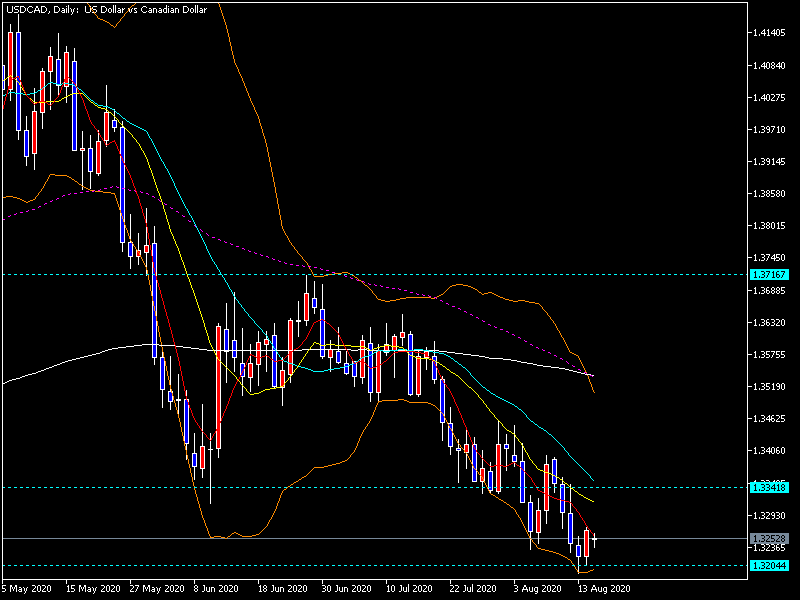 USDCAD, Daily: US Dollar vs Canadian Dollar
1.41405
1.40840
1.40275
1.39710
1.39145
1.38580
1.38015
1.37450
1.37167
1.36885
1.36320
1.35755
1.35190
1.34625
1.34060
1.33418
1.32930
1.32528
1.32365
1.32044
5 May 2020
15 May 2020
27 May 2020
8 Jun 2020
18 Jun 2020
30 Jun 2020
10 Jul 2020
22 Jul 2020
3 Aug 2020
13 Aug 2020